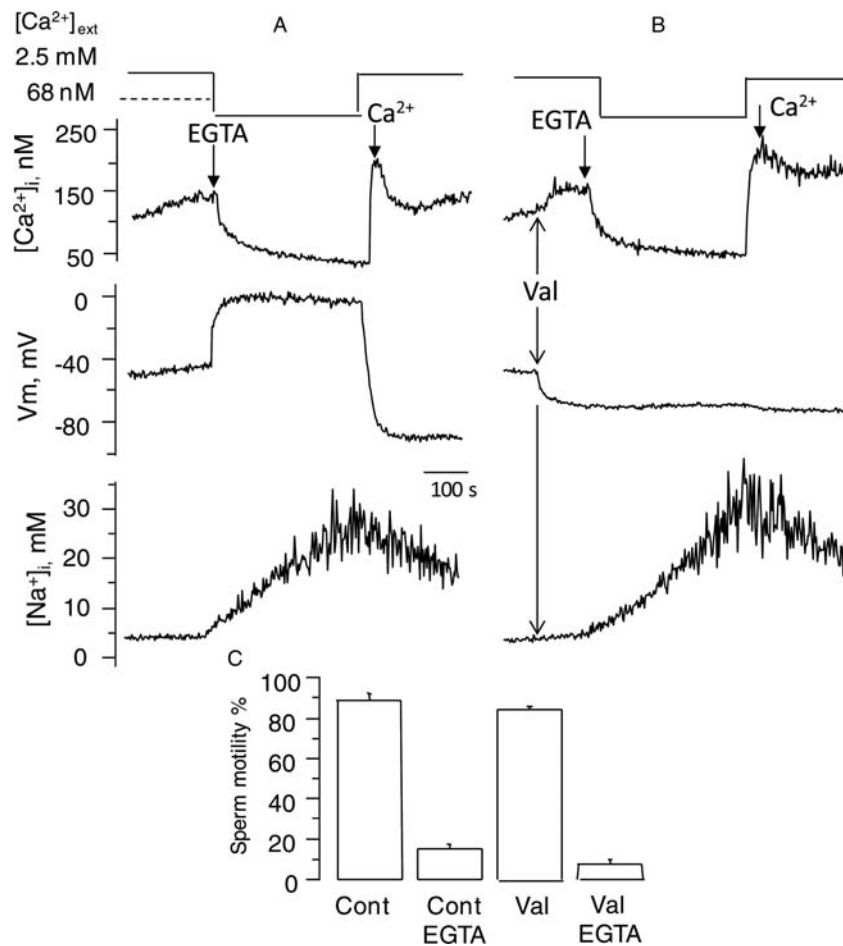 [Ca²⁺]ext
A
B
2.5 mM
68 nM
EGTA
Ca²⁺
EGTA
Ca²⁺
[Ca²⁺]i, nM
250
150
50
Val
Vm, mV
0
-40
-80
100 s
[Na⁺]i, mM
30
20
10
0
C
Sperm motility %
100
80
60
40
20
0
Cont
Cont
EGTA
Val
Val
EGTA